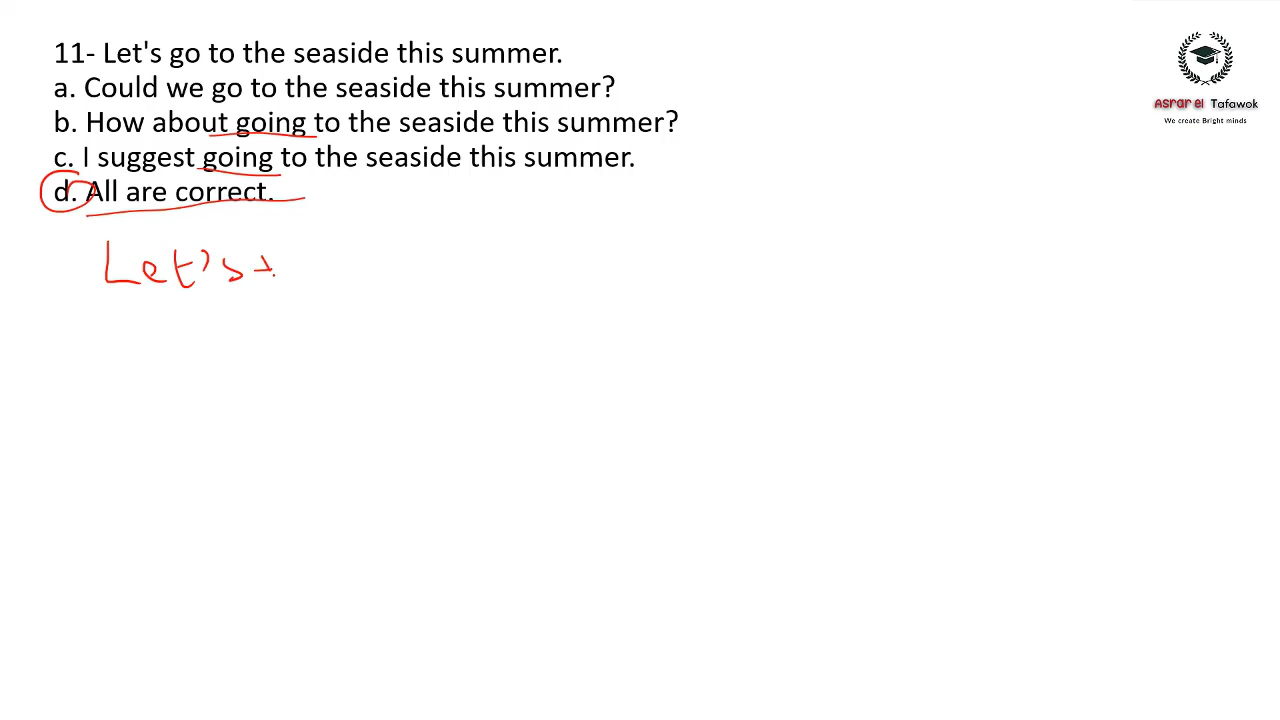 11- Let's go to the seaside this summer.
a. Could we go to the seaside this summer?
b. How about going to the seaside this summer?
c. I suggest going to the seaside this summer.
d. All are correct.
Let's +
Asrar el Tafawok
We create Bright minds